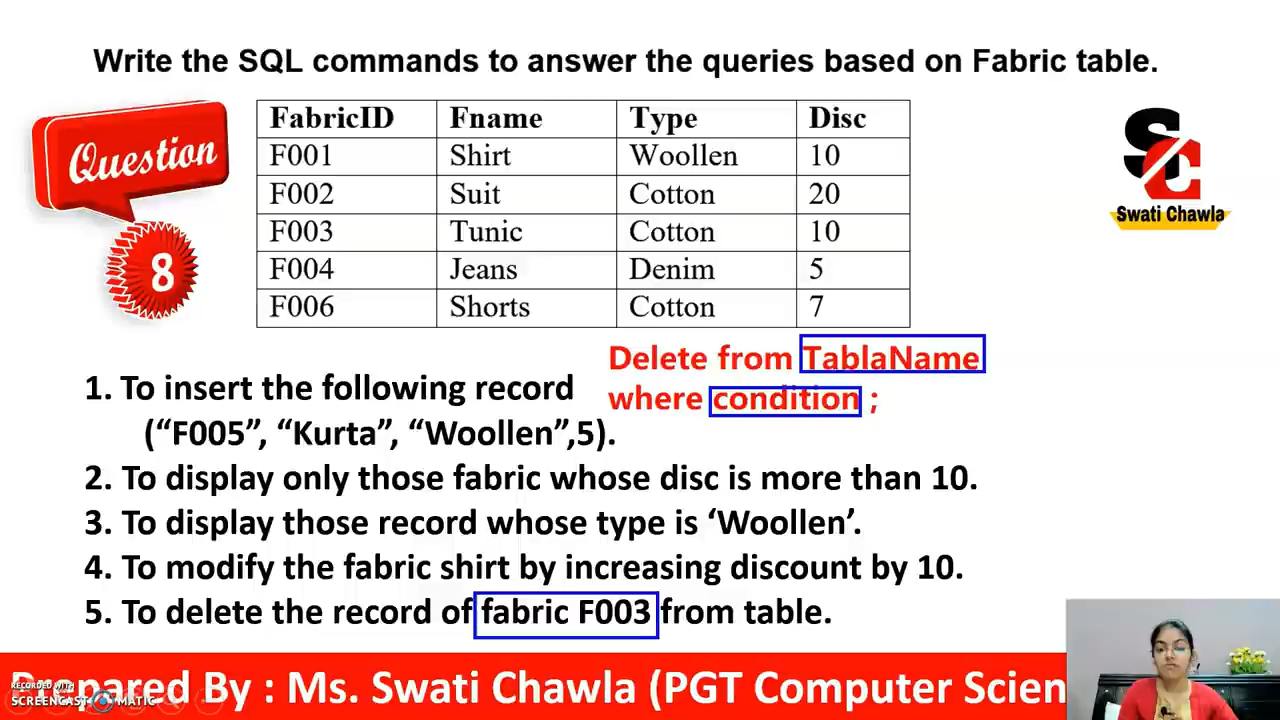 Write the SQL commands to answer the queries based on Fabric table.
Question
8
FabricID Fname Type Disc
F001 Shirt Woollen 10
F002 Suit Cotton 20
F003 Tunic Cotton 10
F004 Jeans Denim 5
F006 Shorts Cotton 7
SC
Swati Chawla
Delete from TablaName
where condition ;
1. To insert the following record
(“F005”, “Kurta”, “Woollen”,5).
2. To display only those fabric whose disc is more than 10.
3. To display those record whose type is ‘Woollen’.
4. To modify the fabric shirt by increasing discount by 10.
5. To delete the record of fabric F003 from table.
Prepared By : Ms. Swati Chawla (PGT Computer Scien
RECORDED WITH
SCREENCAST MATIC